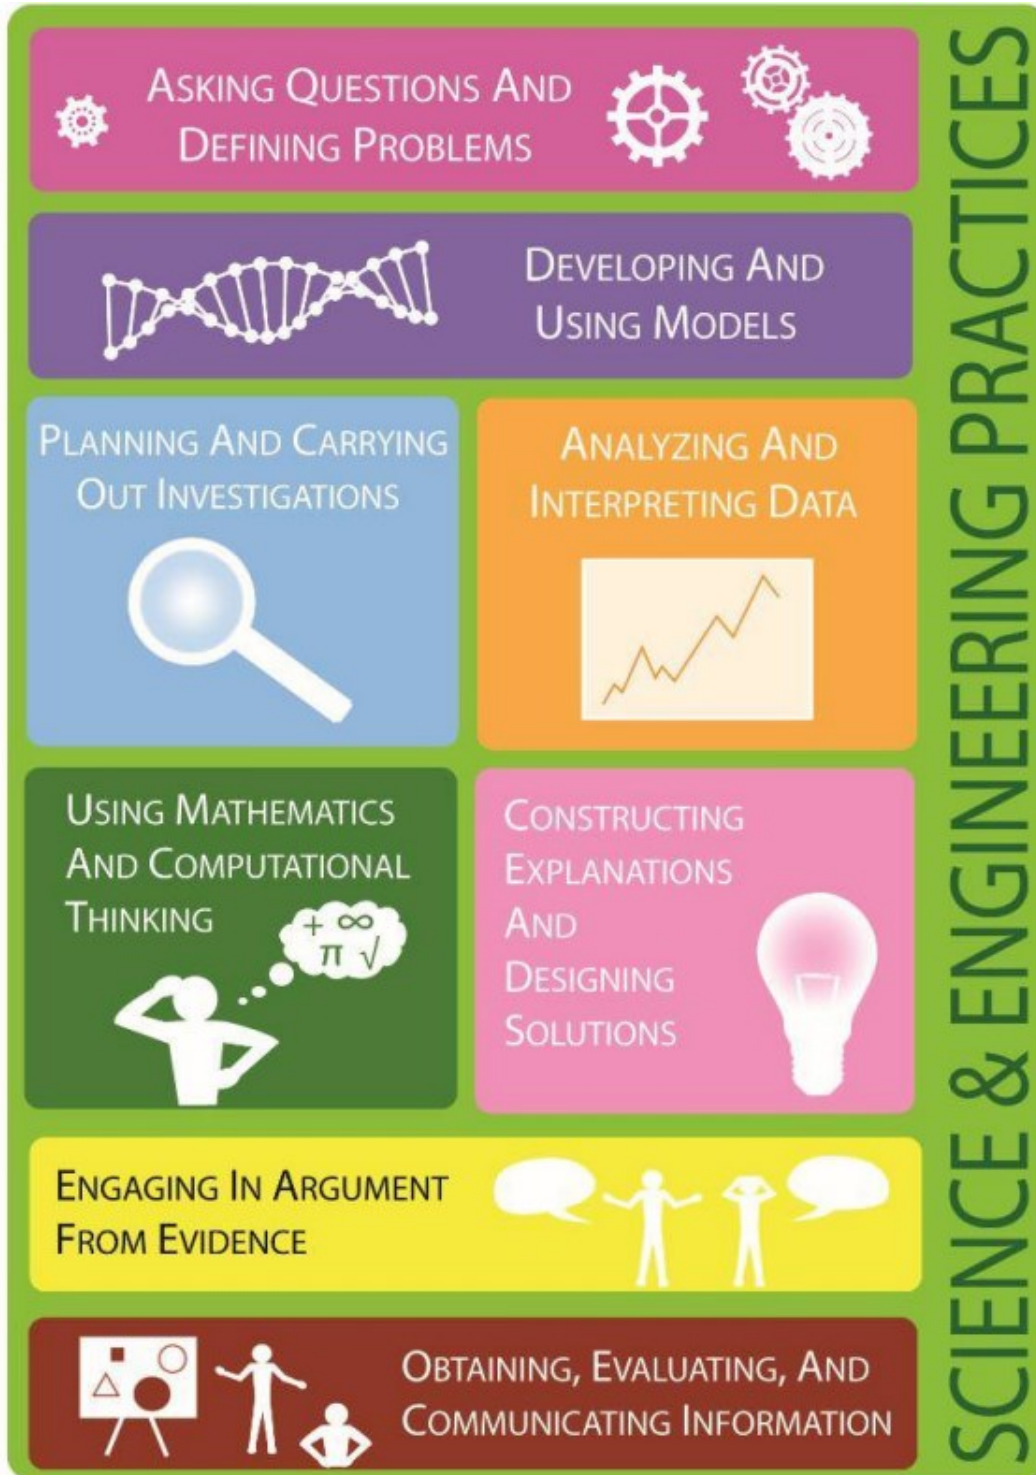 ASKING QUESTIONS AND
DEFINING PROBLEMS
DEVELOPING AND
USING MODELS
PLANNING AND CARRYING
OUT INVESTIGATIONS
ANALYZING AND
INTERPRETING DATA
USING MATHEMATICS
AND COMPUTATIONAL
THINKING
+ ∞
π √
CONSTRUCTING
EXPLANATIONS
AND
DESIGNING
SOLUTIONS
ENGAGING IN ARGUMENT
FROM EVIDENCE
OBTAINING, EVALUATING, AND
COMMUNICATING INFORMATION
SCIENCE & ENGINEERING PRACTICES